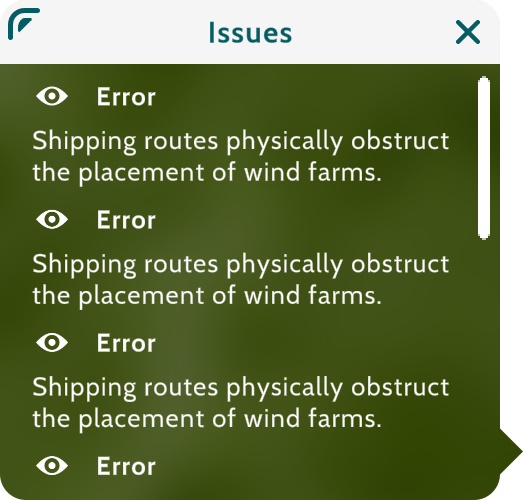 Issues
Error
Shipping routes physically obstruct
the placement of wind farms.
Error
Shipping routes physically obstruct
the placement of wind farms.
Error
Shipping routes physically obstruct
the placement of wind farms.
Error